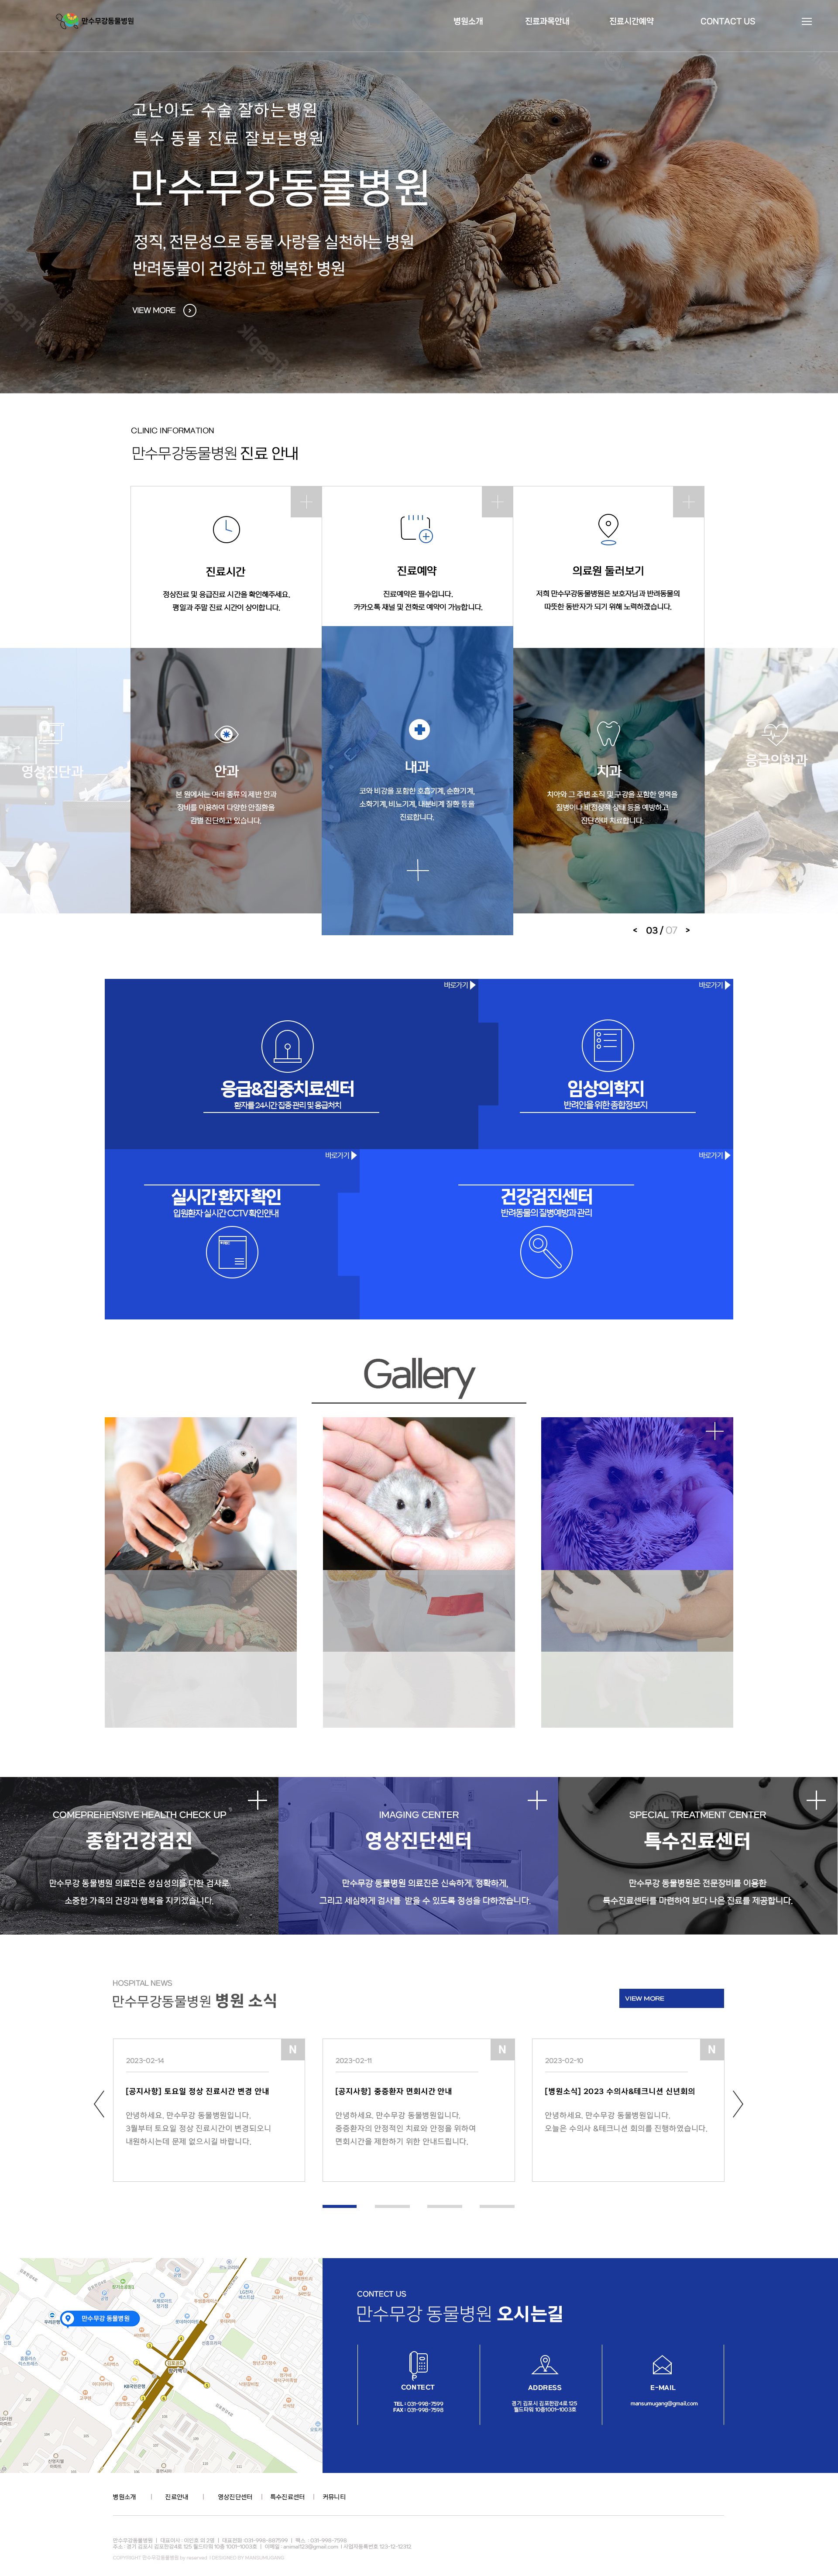 만수무강동물병원
병원소개 진료과목안내 진료시간예약 CONTACT US
고난이도 수술 잘하는병원
특수 동물 진료 잘보는병원
만수무강동물병원
정직, 전문성으로 동물 사랑을 실천하는 병원
반려동물이 건강하고 행복한 병원
VIEW MORE
CLINIC INFORMATION
만수무강동물병원 진료 안내
진료시간
정상진료 및 응급진료 시간을 확인해주세요.
평일과 주말 진료 시간이 상이합니다.
진료예약
진료예약은 필수입니다.
카카오톡 채널 및 전화로 예약이 가능합니다.
의료원 둘러보기
저희 만수무강동물병원은 보호자님과 반려동물의
따뜻한 동반자가 되기 위해 노력하겠습니다.
영상진단과
안과
본 원에서는 여러 종류의 제반 안과
장비를 이용하여 다양한 안질환을
감별 진단하고 있습니다.
내과
코와 비강을 포함한 호흡기계, 순환기계,
소화기계, 비뇨기계, 내분비계 질환 등을
진료합니다.
치과
치아와 그 주변 조직 및 구강을 포함한 영역을
질병이나 비정상적 상태 등을 예방하고
진단하며 치료합니다.
응급의학과
< 03 / 07 >
바로가기
응급&집중치료센터
환자를 24시간 집중 관리 및 응급처치
바로가기
임상의학지
반려인을 위한 종합정보지
바로가기
실시간 환자 확인
입원환자 실시간 CCTV 확인안내
바로가기
건강검진센터
반려동물의 질병예방과 관리
Gallery
COMEPREHENSIVE HEALTH CHECK UP
종합건강검진
만수무강 동물병원 의료진은 성심성의를 다한 검사로
소중한 가족의 건강과 행복을 지키겠습니다.
IMAGING CENTER
영상진단센터
만수무강 동물병원 의료진은 신속하게, 정확하게,
그리고 세심하게 검사를 받을 수 있도록 정성을 다하겠습니다.
SPECIAL TREATMENT CENTER
특수진료센터
만수무강 동물병원은 전문장비를 이용한
특수진료센터를 마련하여 보다 나은 진료를 제공합니다.
HOSPITAL NEWS
만수무강동물병원 병원 소식
VIEW MORE
N
2023-02-14
[공지사항] 토요일 정상 진료시간 변경 안내
안녕하세요, 만수무강 동물병원입니다.
3월부터 토요일 정상 진료시간이 변경되오니
내원하시는데 문제 없으시길 바랍니다.
N
2023-02-11
[공지사항] 중증환자 면회시간 안내
안녕하세요, 만수무강 동물병원입니다.
중증환자의 안정적인 치료와 안정을 위하여
면회시간을 제한하기 위한 안내드립니다.
N
2023-02-10
[병원소식] 2023 수의사&테크니션 신년회의
안녕하세요, 만수무강 동물병원입니다.
오늘은 수의사 &테크니션 회의를 진행하였습니다.
만수무강 동물병원
CONTECT US
만수무강 동물병원 오시는길
CONTECT
TEL : 031-998-7599
FAX : 031-998-7598
ADDRESS
경기 김포시 김포한강4로 125
월드타워 10층1001-1003호
E-MAIL
mansumugang@gmail.com
병원소개 | 진료안내 | 영상진단센터 | 특수진료센터 | 커뮤니티